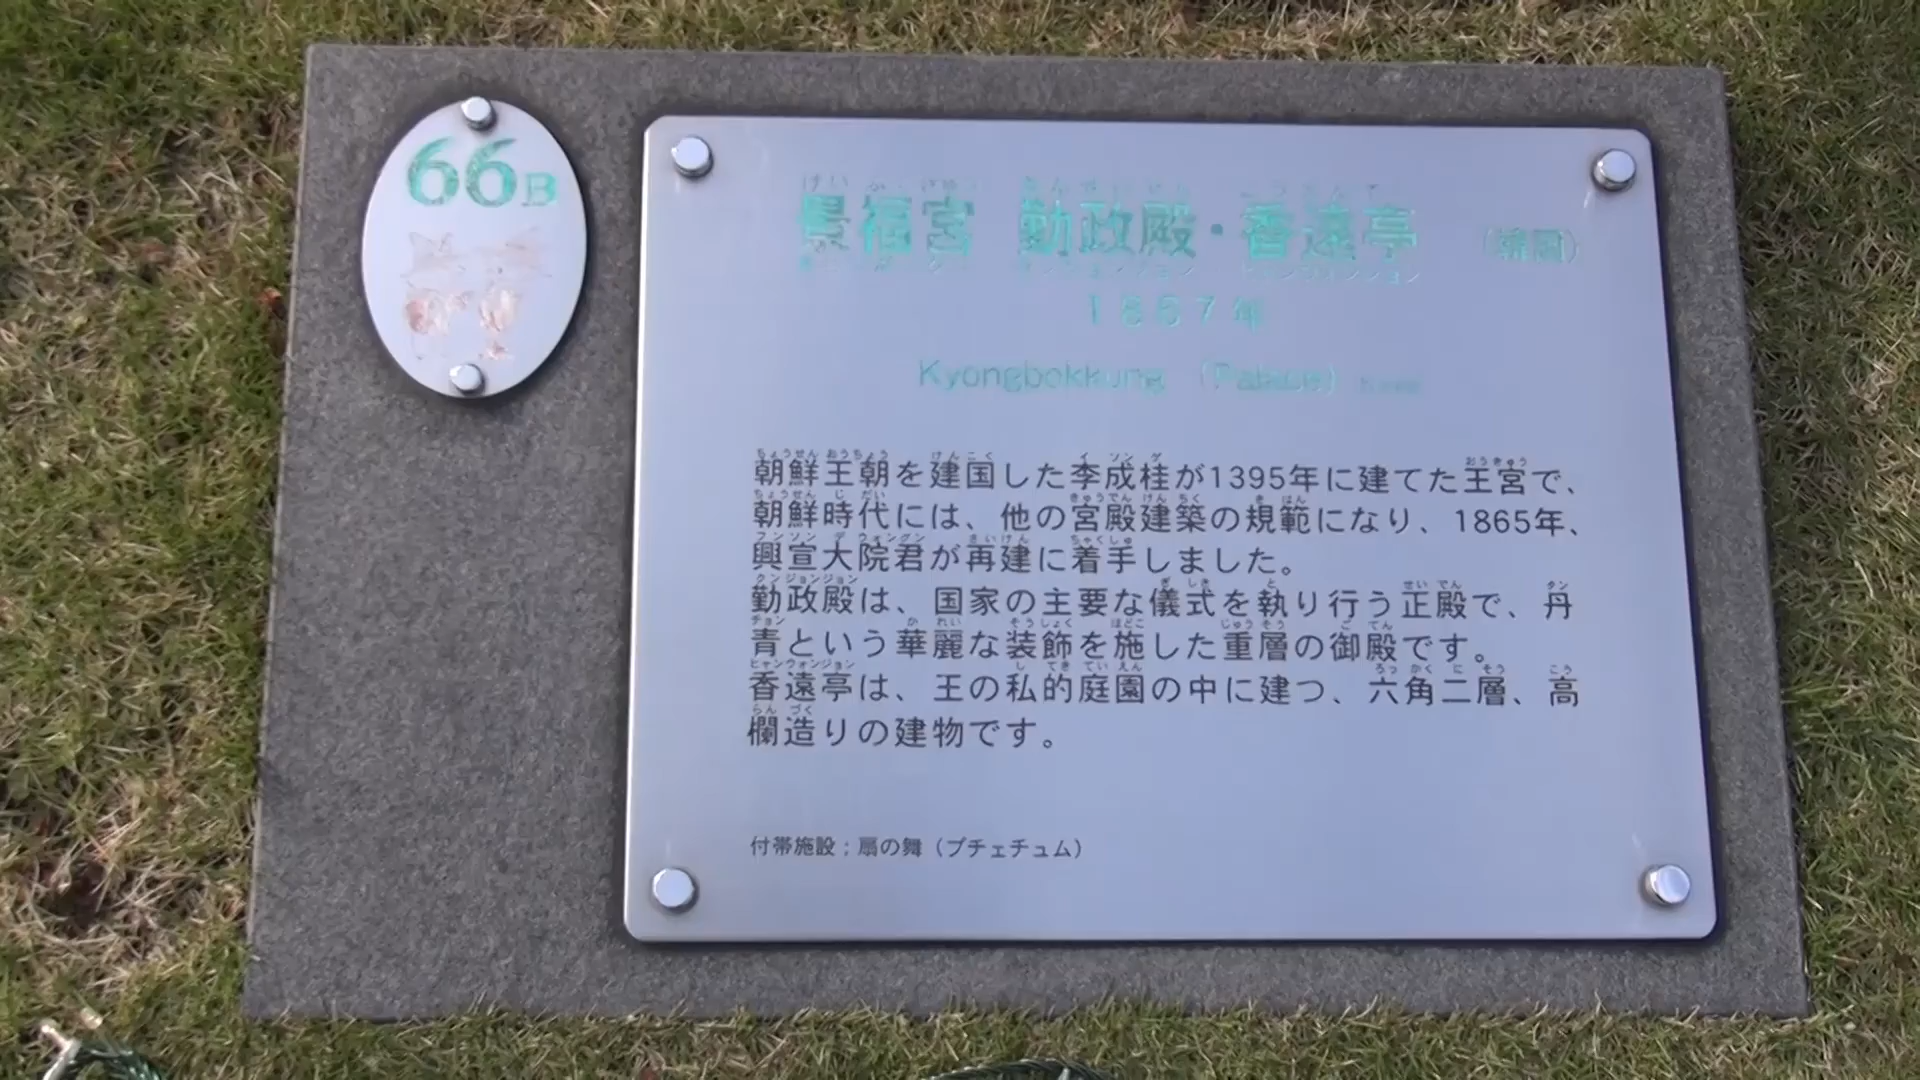 66B
景福宮 勤政殿・香遠亭 (韓国)
1867年
Kyongbokkung (Palace)
朝鮮王朝を建国した李成桂が1395年に建てた王宮で、
朝鮮時代には、他の宮殿建築の規範になり、1865年、
興宣大院君が再建に着手しました。
勤政殿は、国家の主要な儀式を執り行う正殿で、丹
青という華麗な装飾を施した重層の御殿です。
香遠亭は、王の私的庭園の中に建つ、六角二層、高
欄造りの建物です。
付帯施設；扇の舞（ブチェチュム）